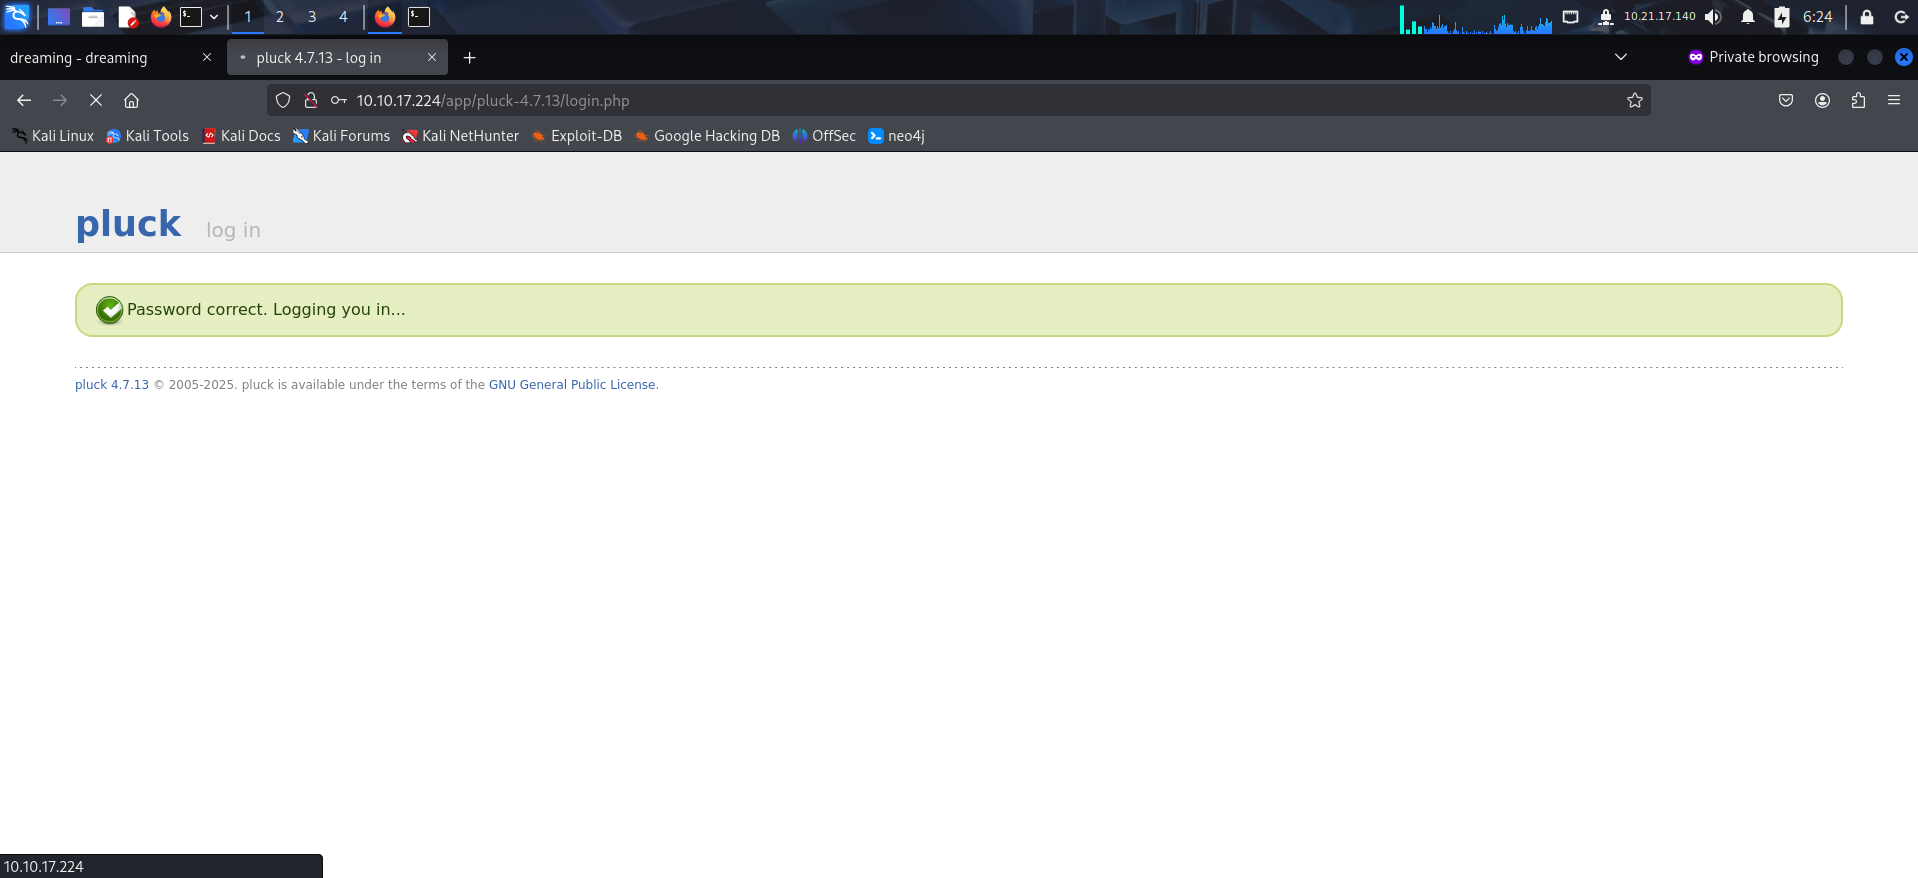 1 2 3 4 10.21.17.140 6:24
dreaming - dreaming pluck 4.7.13 - log in Private browsing
10.10.17.224/app/pluck-4.7.13/login.php
Kali Linux Kali Tools Kali Docs Kali Forums Kali NetHunter Exploit-DB Google Hacking DB OffSec neo4j
pluck log in
Password correct. Logging you in...
pluck 4.7.13 © 2005-2025. pluck is available under the terms of the GNU General Public License.
10.10.17.224